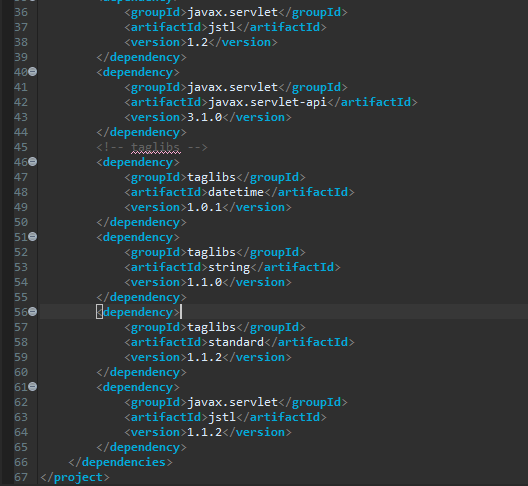 36 <groupId>javax.servlet</groupId>
37 <artifactId>jstl</artifactId>
38 <version>1.2</version>
39 </dependency>
40 <dependency>
41 <groupId>javax.servlet</groupId>
42 <artifactId>javax.servlet-api</artifactId>
43 <version>3.1.0</version>
44 </dependency>
45 <!-- taglibs -->
46 <dependency>
47 <groupId>taglibs</groupId>
48 <artifactId>datetime</artifactId>
49 <version>1.0.1</version>
50 </dependency>
51 <dependency>
52 <groupId>taglibs</groupId>
53 <artifactId>string</artifactId>
54 <version>1.1.0</version>
55 </dependency>
56 <dependency>
57 <groupId>taglibs</groupId>
58 <artifactId>standard</artifactId>
59 <version>1.1.2</version>
60 </dependency>
61 <dependency>
62 <groupId>javax.servlet</groupId>
63 <artifactId>jstl</artifactId>
64 <version>1.1.2</version>
65 </dependency>
66 </dependencies>
67 </project>